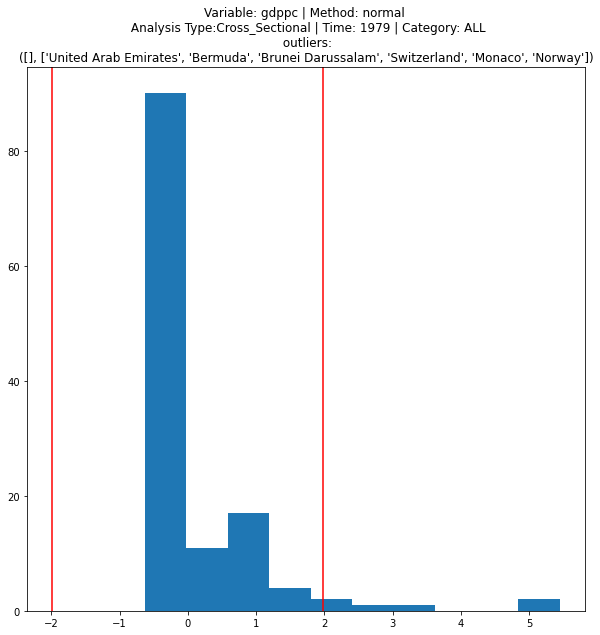 Variable: gdppc | Method: normal
Analysis Type:Cross_Sectional | Time: 1979 | Category: ALL
outliers:
([], ['United Arab Emirates', 'Bermuda', 'Brunei Darussalam', 'Switzerland', 'Monaco', 'Norway'])
80
60
40
20
0
−2 −1 0 1 2 3 4 5